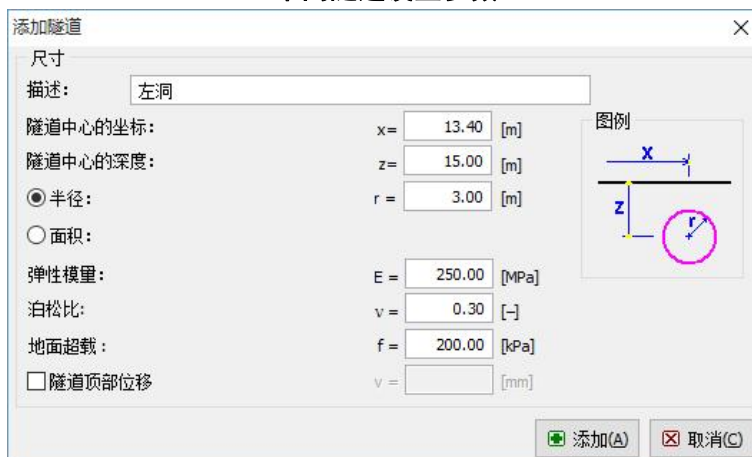 添加隧道
尺寸
描述: 左洞
隧道中心的坐标: x= 13.40 [m]
隧道中心的深度: z= 15.00 [m]
半径: r = 3.00 [m]
面积:
弹性模量: E = 250.00 [MPa]
泊松比: ν = 0.30 [–]
地面超载: f = 200.00 [kPa]
隧道顶部位移 v = [mm]
图例
x
z
r
添加(A) 取消(C)